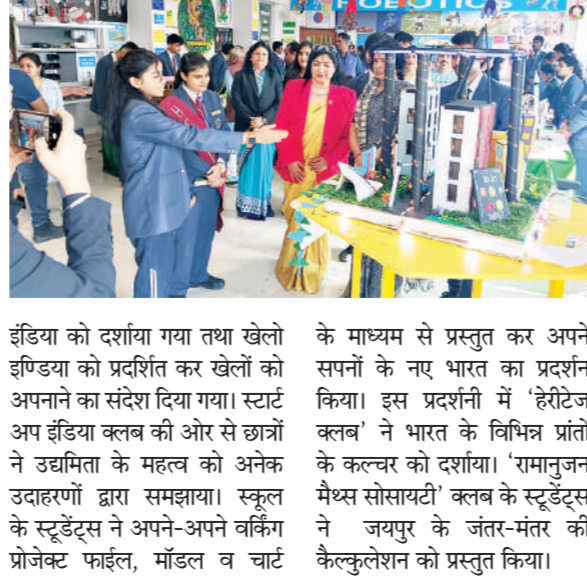 ROBOTICS
इंडिया को दर्शाया गया तथा खेलो
इण्डिया को प्रदर्शित कर खेलों को
अपनाने का संदेश दिया गया। स्टार्ट
अप इंडिया क्लब की ओर से छात्रों
ने उद्यमिता के महत्व को अनेक
उदाहरणों द्वारा समझाया। स्कूल
के स्टूडेंट्स ने अपने-अपने वर्किंग
प्रोजेक्ट फाईल, मॉडल व चार्ट
के माध्यम से प्रस्तुत कर अपने
सपनों के नए भारत का प्रदर्शन
किया। इस प्रदर्शनी में 'हेरीटेज
क्लब' ने भारत के विभिन्न प्रांतो
के कल्चर को दर्शाया। 'रामानुजन
मैथ्स सोसायटी' क्लब के स्टूडेंट्स
ने जयपुर के जंतर-मंतर की
कैल्कुलेशन को प्रस्तुत किया।